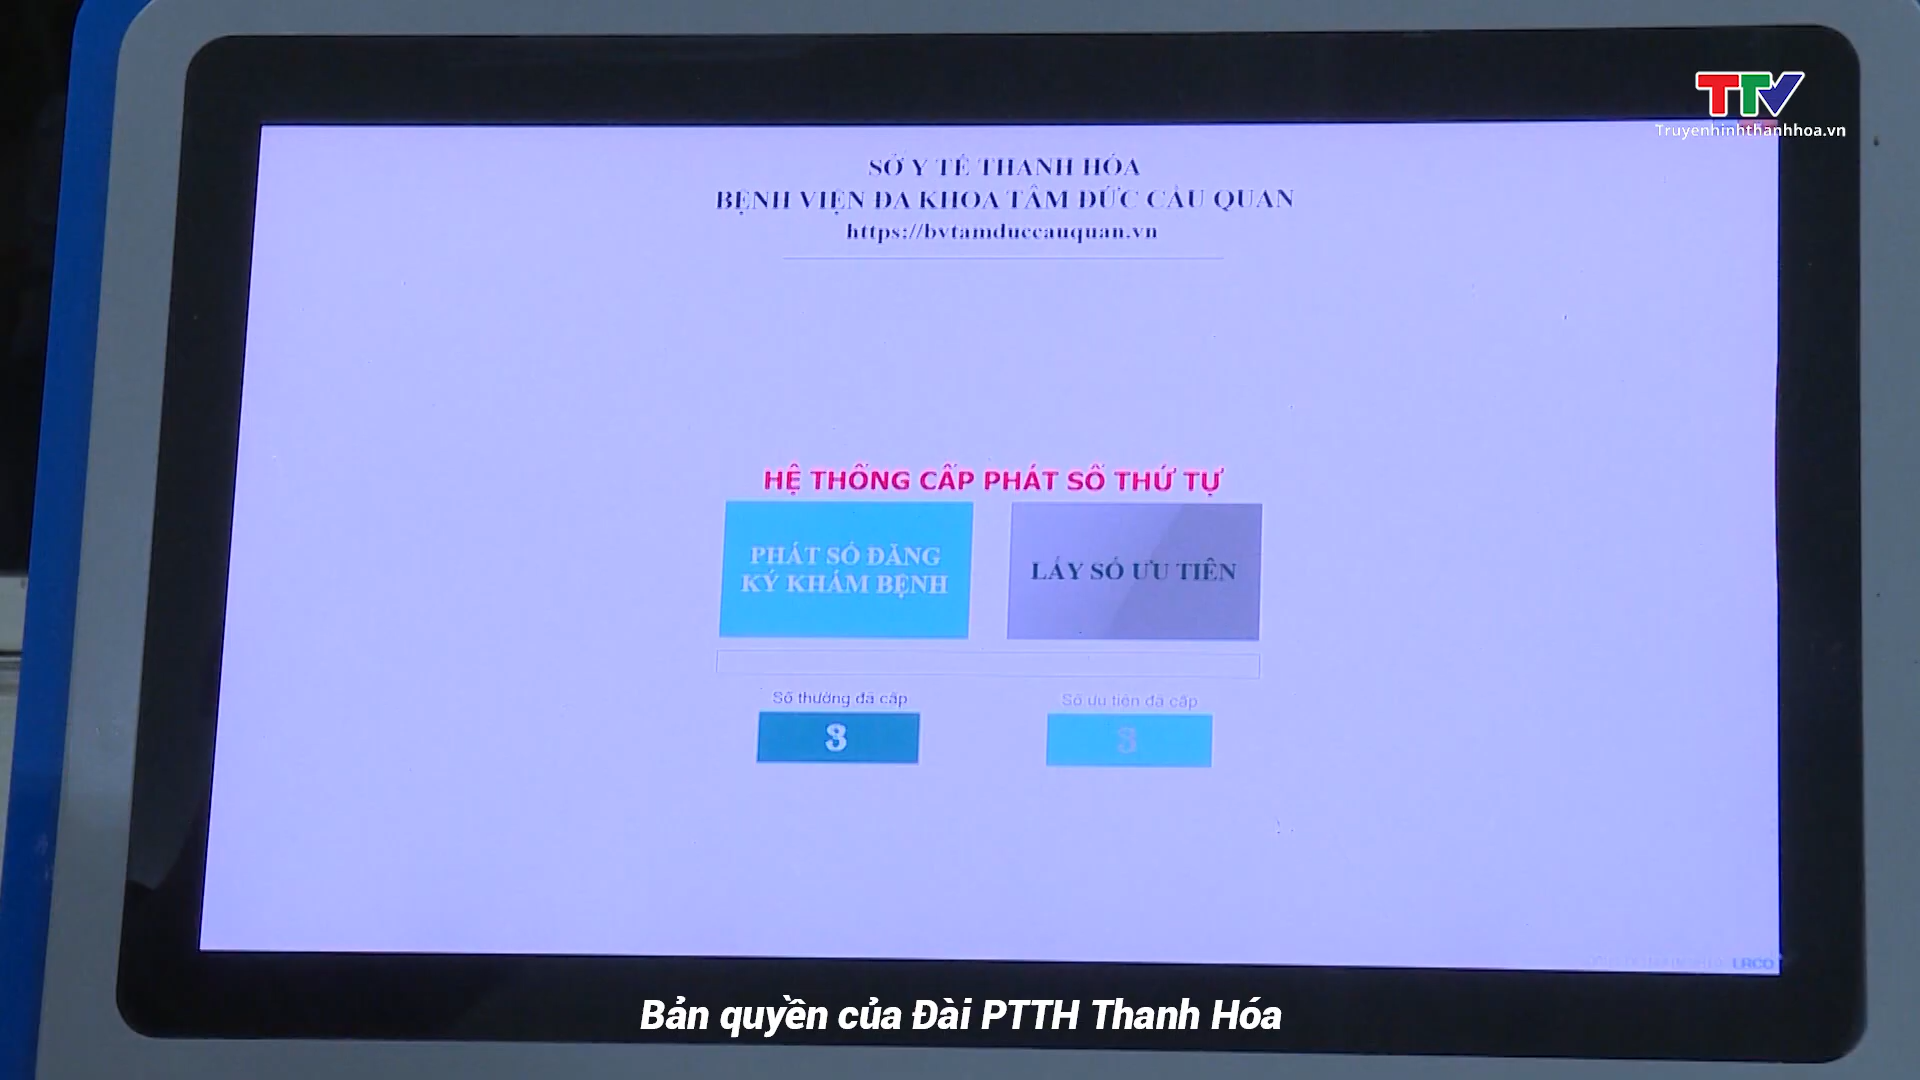 TTV
Truyenhinhthanhhoa.vn
SỞ Y TẾ THANH HÓA
BỆNH VIỆN ĐA KHOA TÂM ĐỨC CẦU QUAN
https://bvtamduccauquan.vn
HỆ THỐNG CẤP PHÁT SỐ THỨ TỰ
PHÁT SỐ ĐĂNG
KÝ KHÁM BỆNH
LẤY SỐ ƯU TIÊN
Số thường đã cấp
Số ưu tiên đã cấp
3
3
LRCO
Bản quyền của Đài PTTH Thanh Hóa